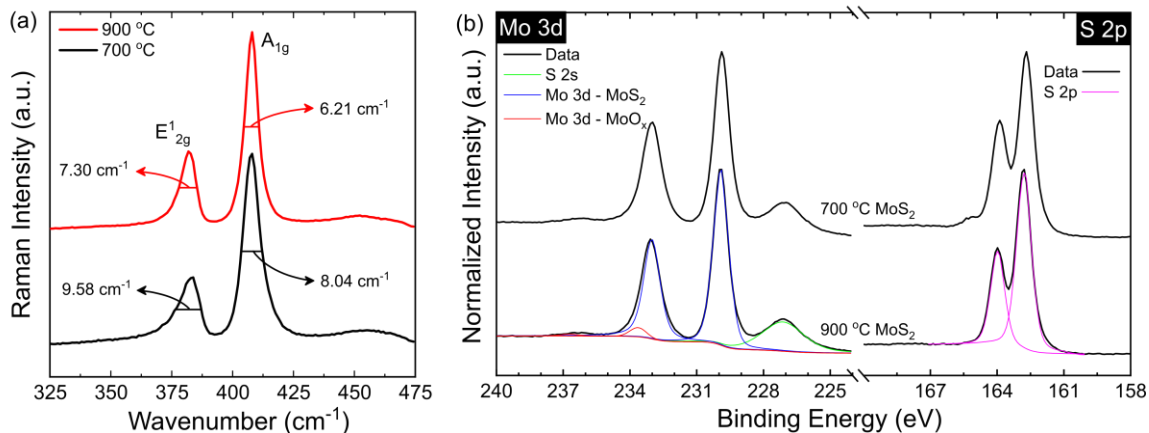 (a)
900 °C
700 °C
A1g
E¹2g
6.21 cm⁻¹
7.30 cm⁻¹
9.58 cm⁻¹
8.04 cm⁻¹
Raman Intensity (a.u.)
325 350 375 400 425 450 475
Wavenumber (cm⁻¹)
(b)
Mo 3d
Data
S 2s
Mo 3d - MoS₂
Mo 3d - MoOₓ
S 2p
Data
S 2p
700 °C MoS₂
900 °C MoS₂
Normalized Intensity (a.u.)
240 237 234 231 228 225 167 164 161 158
Binding Energy (eV)